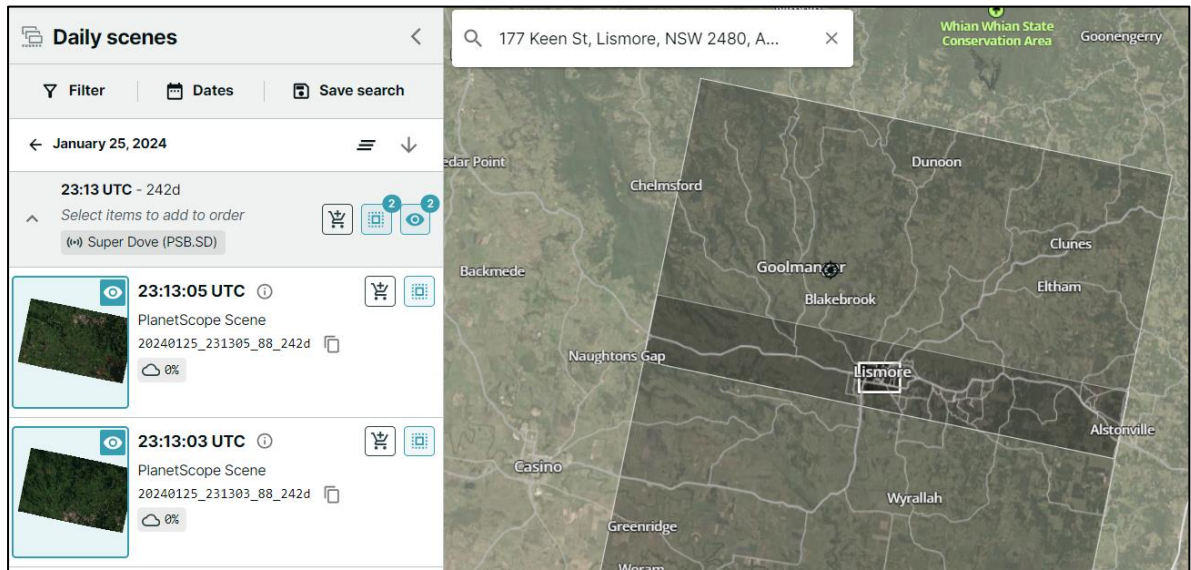 Daily scenes
Filter
Dates
Save search
January 25, 2024
23:13 UTC - 242d
Select items to add to order
2
2
Super Dove (PSB.SD)
23:13:05 UTC
PlanetScope Scene
20240125_231305_88_242d
0%
23:13:03 UTC
PlanetScope Scene
20240125_231303_88_242d
0%
177 Keen St, Lismore, NSW 2480, A...
Whian Whian State
Conservation Area
Goonengerry
edar Point
Dunoon
Chelmsford
Clunes
Backmede
Goolmanger
Eltham
Blakebrook
Naughtons Gap
Lismore
Alstonville
Casino
Wyrallah
Greenridge
Woram